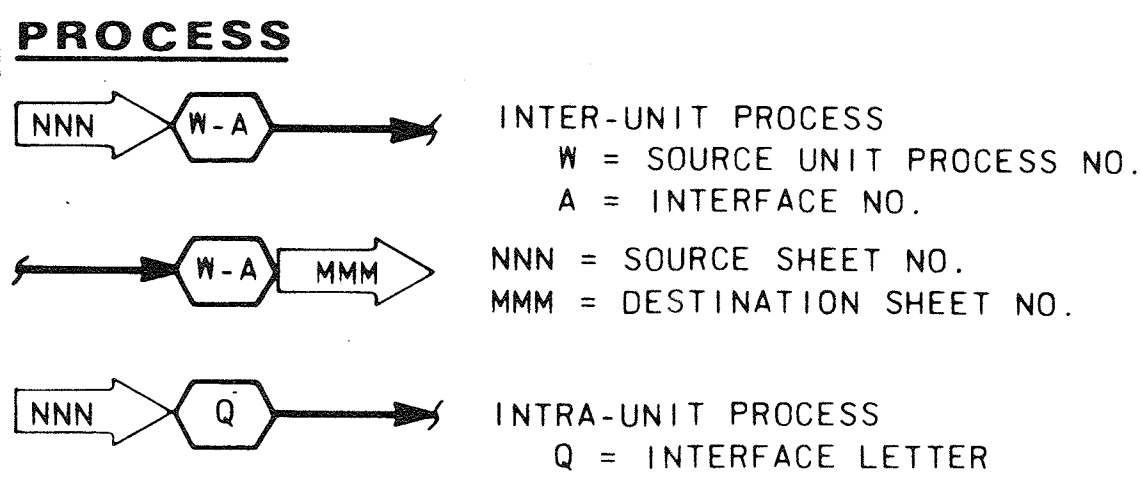 PROCESS
NNN W-A INTER-UNIT PROCESS
W = SOURCE UNIT PROCESS NO.
A = INTERFACE NO.
W-A MMM NNN = SOURCE SHEET NO.
MMM = DESTINATION SHEET NO.
NNN Q INTRA-UNIT PROCESS
Q = INTERFACE LETTER